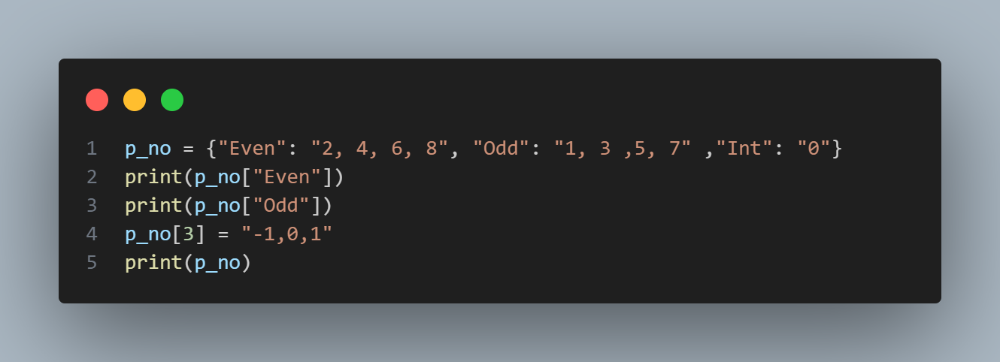 1 p_no = {"Even": "2, 4, 6, 8", "Odd": "1, 3 ,5, 7" ,"Int": "0"}
2 print(p_no["Even"])
3 print(p_no["Odd"])
4 p_no[3] = "-1,0,1"
5 print(p_no)